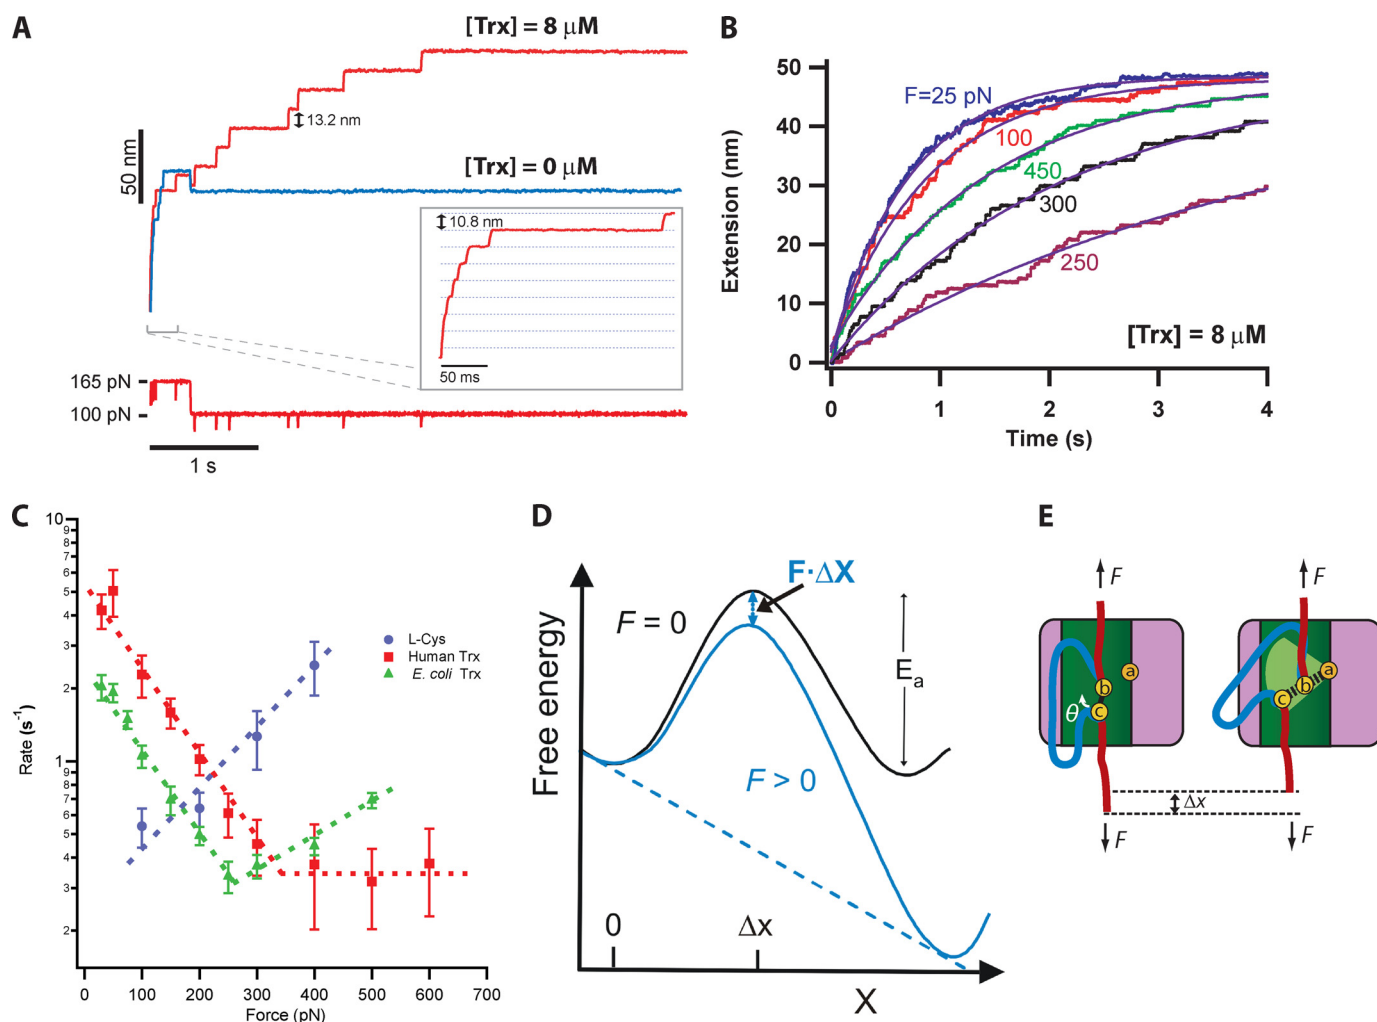 A
[Trx] = 8 μM
13.2 nm
50 nm
[Trx] = 0 μM
10.8 nm
50 ms
165 pN
100 pN
1 s
B
50
40
30
20
10
0
Extension (nm)
F=25 pN
100
450
300
250
[Trx] = 8 μM
0 1 2 3 4
Time (s)
C
10
9
8
7
6
5
4
3
2
1
9
8
7
6
5
4
3
2
Rate (s-1)
L-Cys
Human Trx
E. coli Trx
0 100 200 300 400 500 600 700
Force (pN)
D
F·ΔX
F = 0
Ea
F > 0
Free energy
0 Δx
X
E
F F
a
b
c
θ
a
b
c
Δx
F F